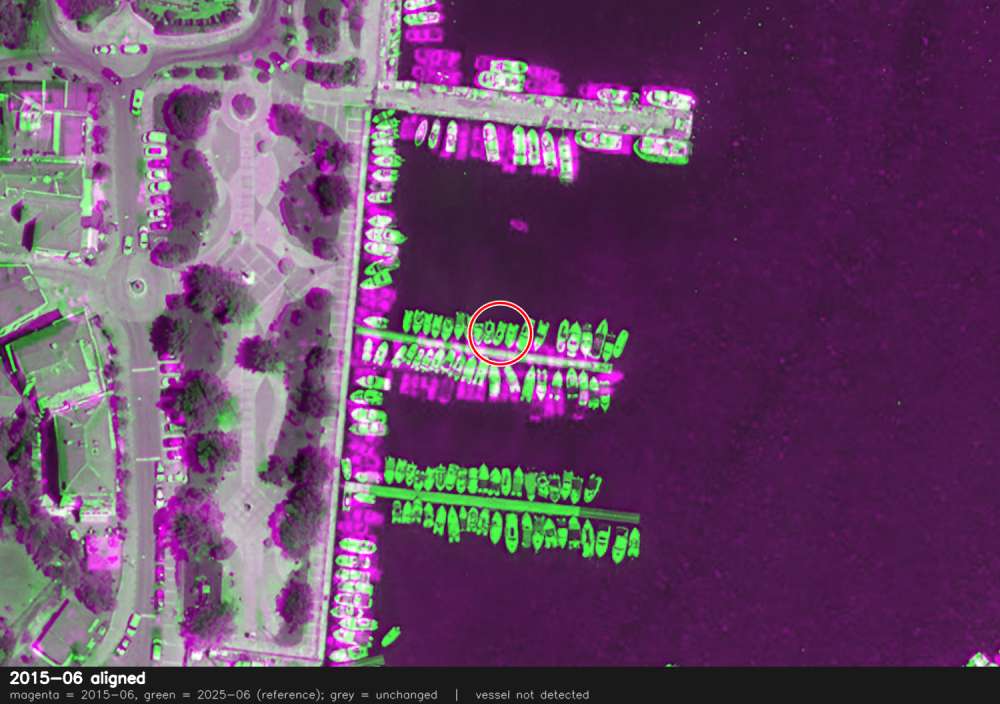 2015-06 aligned
magenta = 2015-06, green = 2025-06 (reference); grey = unchanged | vessel not detected